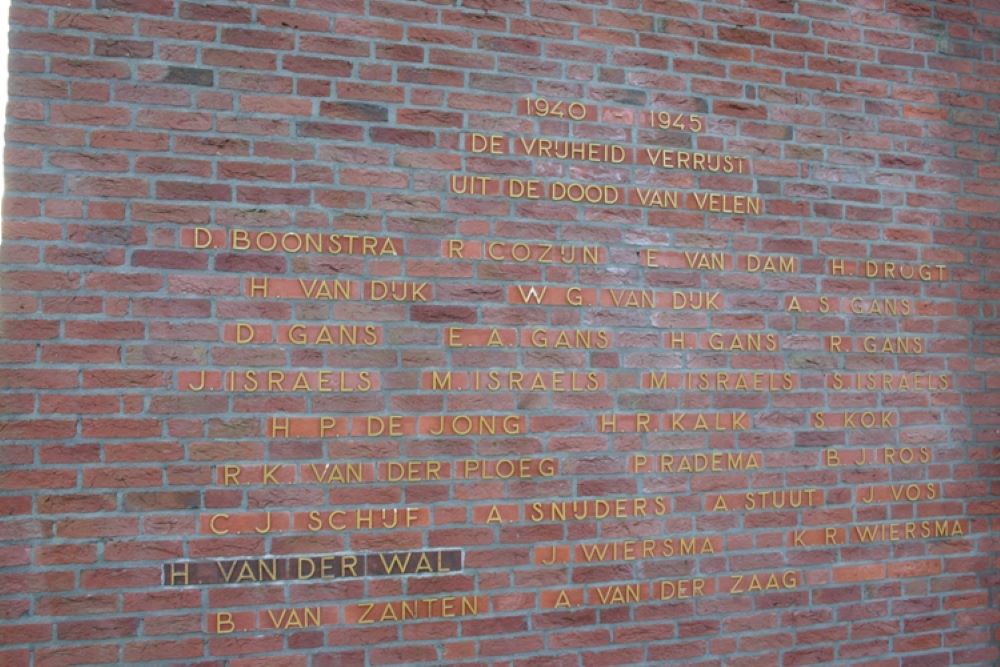 1940 - 1945
DE VRIJHEID VERRIJST
UIT DE DOOD VAN VELEN
D. BOONSTRA R. COZIJN E. VAN DAM H. DROGT
H. VAN DIJK W. G. VAN DIJK A. S. GANS
D. GANS E. A. GANS H. GANS R. GANS
J. ISRAELS M. ISRAELS M. ISRAELS S. ISRAELS
H. P. DE JONG H. R. KALK S. KOK
R. K. VAN DER PLOEG P. RADEMA B. J. ROS
C. J. SCHIJF A. SNIJDERS A. STUUT J. VOS
H. VAN DER WAL J. WIERSMA K. R. WIERSMA
B. VAN ZANTEN A. VAN DER ZAAG